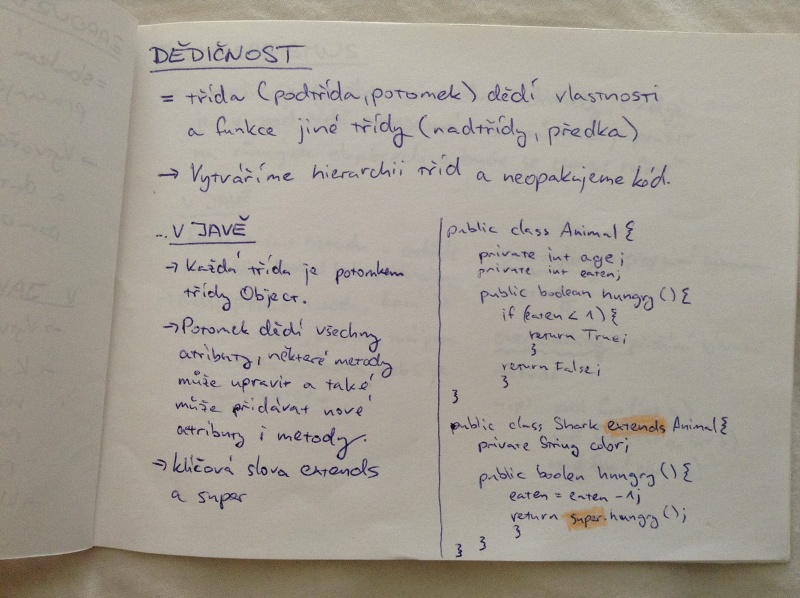 DĚDIČNOST
= třída (podtřída, potomek) dědí vlastnosti
a funkce jiné třídy (nadtřídy, předka)
→ Vytváříme hierarchii tříd a neopakujeme kód.
...V JAVĚ
→ Každá třída je potomkem
třídy Object.
→ Potomek dědí všechny
atributy, některé metody
může upravit a také
může přidávat nové
atributy i metody.
→ klíčová slova extends
a super
public class Animal {
private int age;
private int eaten;
public boolean hungry () {
if (eaten < 1) {
return True;
}
return False;
}
}
public class Shark extends Animal {
private String color;
public boolen hungry () {
eaten = eaten -1;
return super.hungry ();
}
} }